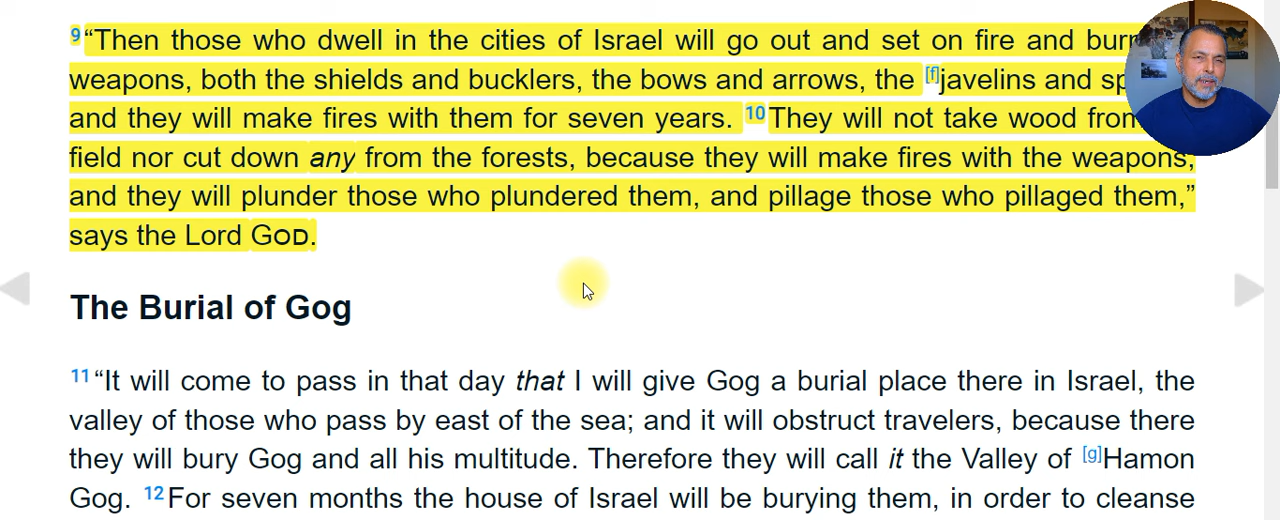 9 “Then those who dwell in the cities of Israel will go out and set on fire and
weapons, both the shields and bucklers, the bows and arrows, the [f]javelins and
and they will make fires with them for seven years. 10 They will not take wood
field nor cut down any from the forests, because they will make fires with the weapons;
and they will plunder those who plundered them, and pillage those who pillaged them,”
says the Lord GOD.
The Burial of Gog
11 “It will come to pass in that day that I will give Gog a burial place there in Israel, the
valley of those who pass by east of the sea; and it will obstruct travelers, because there
they will bury Gog and all his multitude. Therefore they will call it the Valley of [g]Hamon
Gog. 12 For seven months the house of Israel will be burying them, in order to cleanse